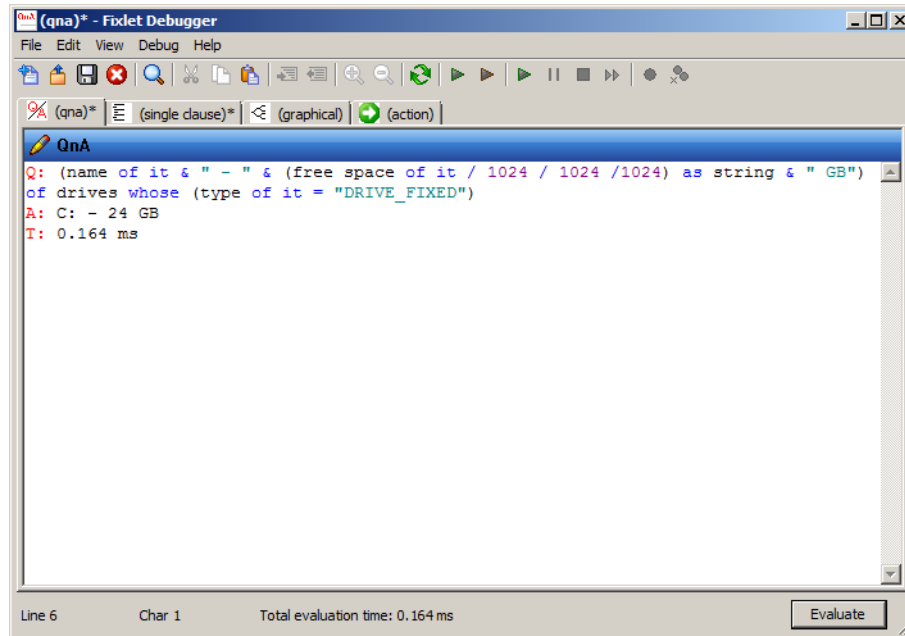 QnA (qna)* - Fixlet Debugger
File Edit View Debug Help
QA (qna)* (single clause)* (graphical) (action)
QnA
Q: (name of it & " - " & (free space of it / 1024 / 1024 /1024) as string & " GB")
of drives whose (type of it = "DRIVE_FIXED")
A: C: - 24 GB
T: 0.164 ms
Line 6 Char 1 Total evaluation time: 0.164 ms Evaluate